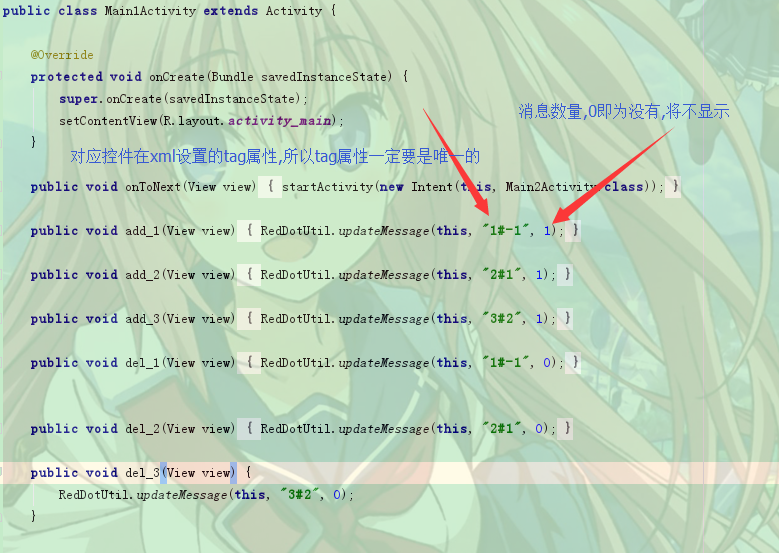 public class Main1Activity extends Activity {
@Override
protected void onCreate(Bundle savedInstanceState) {
super.onCreate(savedInstanceState);
setContentView(R.layout.activity_main);
消息数量,0即为没有,将不显示
}
对应控件在xml设置的tag属性,所以tag属性一定要是唯一的
public void onToNext(View view) { startActivity(new Intent(this, Main2Activity.class)); }
public void add_1(View view) { RedDotUtil.updateMessage(this, "1#-1", 1); }
public void add_2(View view) { RedDotUtil.updateMessage(this, "2#1", 1); }
public void add_3(View view) { RedDotUtil.updateMessage(this, "3#2", 1); }
public void del_1(View view) { RedDotUtil.updateMessage(this, "1#-1", 0); }
public void del_2(View view) { RedDotUtil.updateMessage(this, "2#1", 0); }
public void del_3(View view) {
RedDotUtil.updateMessage(this, "3#2", 0);
}